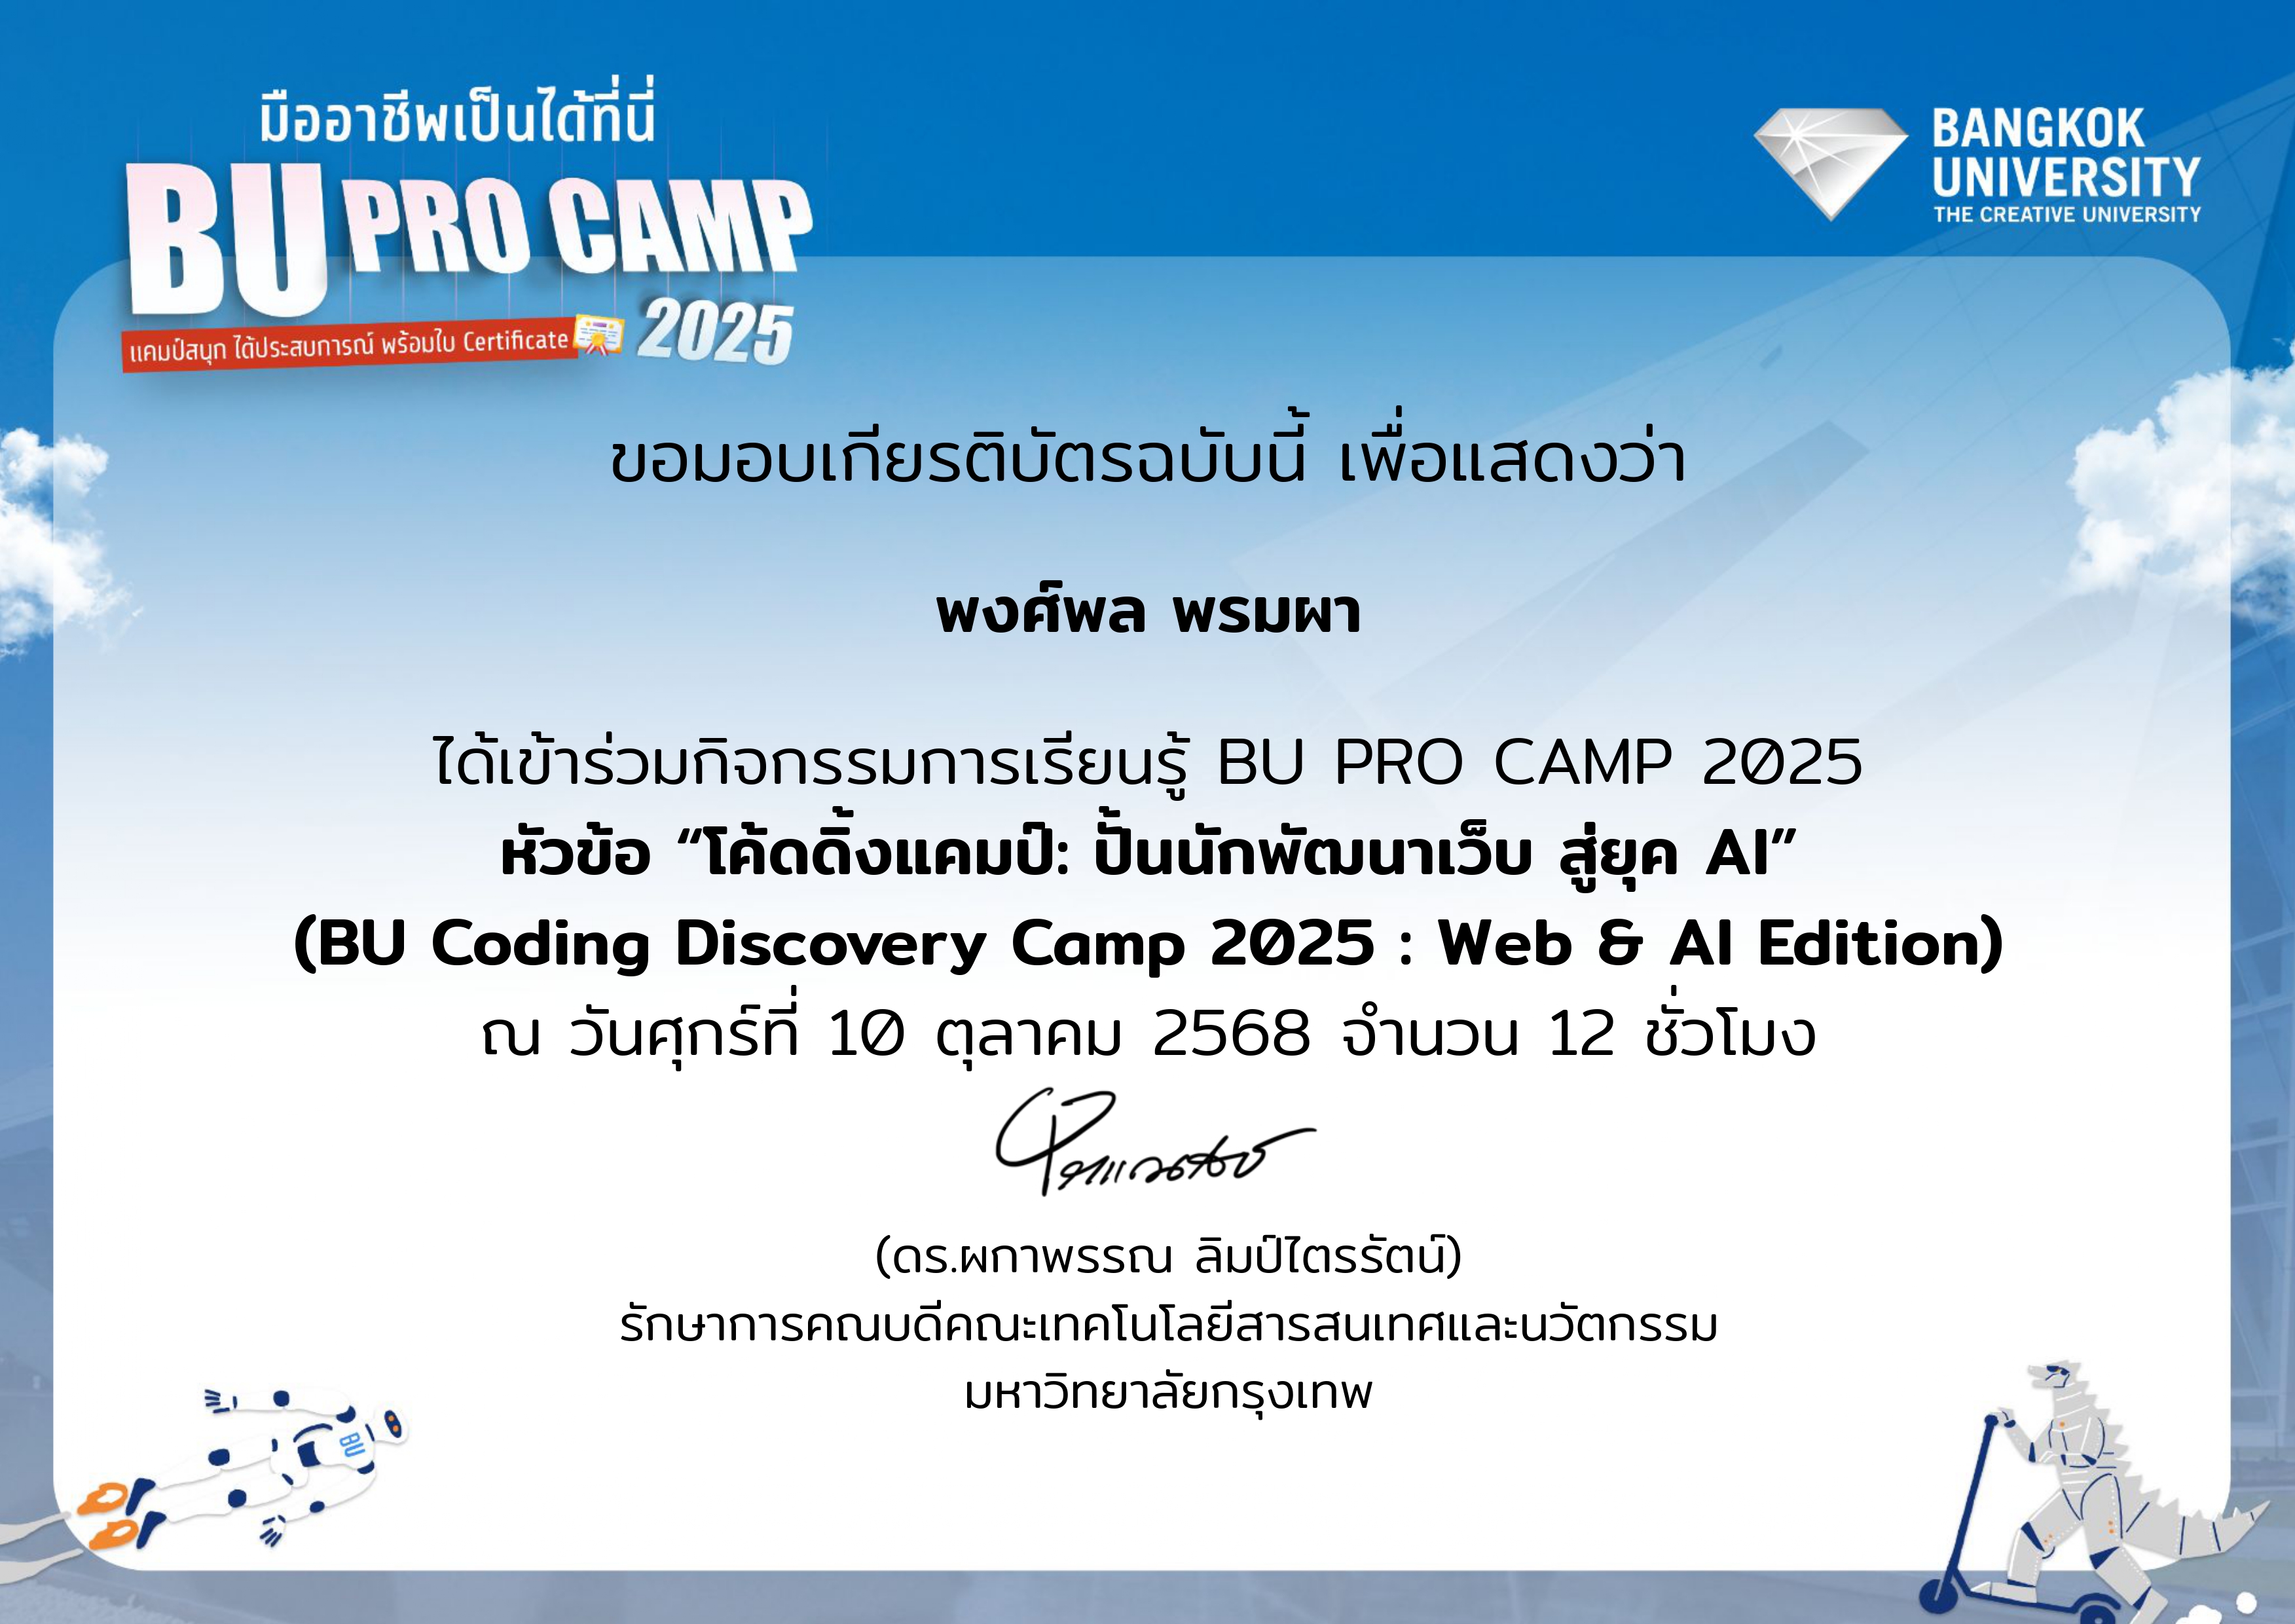 มืออาชีพเป็นได้ที่นี่
BU PRO CAMP
2025
แคมป์สนุก ได้ประสบการณ์ พร้อมใบ Certificate
BANGKOK
UNIVERSITY
THE CREATIVE UNIVERSITY
ขอมอบเกียรติบัตรฉบับนี้ เพื่อแสดงว่า
พงศ์พล พรมผา
ได้เข้าร่วมกิจกรรมการเรียนรู้ BU PRO CAMP 2025
หัวข้อ “โค้ดดิ้งแคมป์: ปั้นนักพัฒนาเว็บ สู่ยุค AI”
(BU Coding Discovery Camp 2025 : Web & AI Edition)
ณ วันศุกร์ที่ 10 ตุลาคม 2568 จำนวน 12 ชั่วโมง
(ดร.ผกาพรรณ ลิมป์ไตรรัตน์)
รักษาการคณบดีคณะเทคโนโลยีสารสนเทศและนวัตกรรม
มหาวิทยาลัยกรุงเทพ
BU